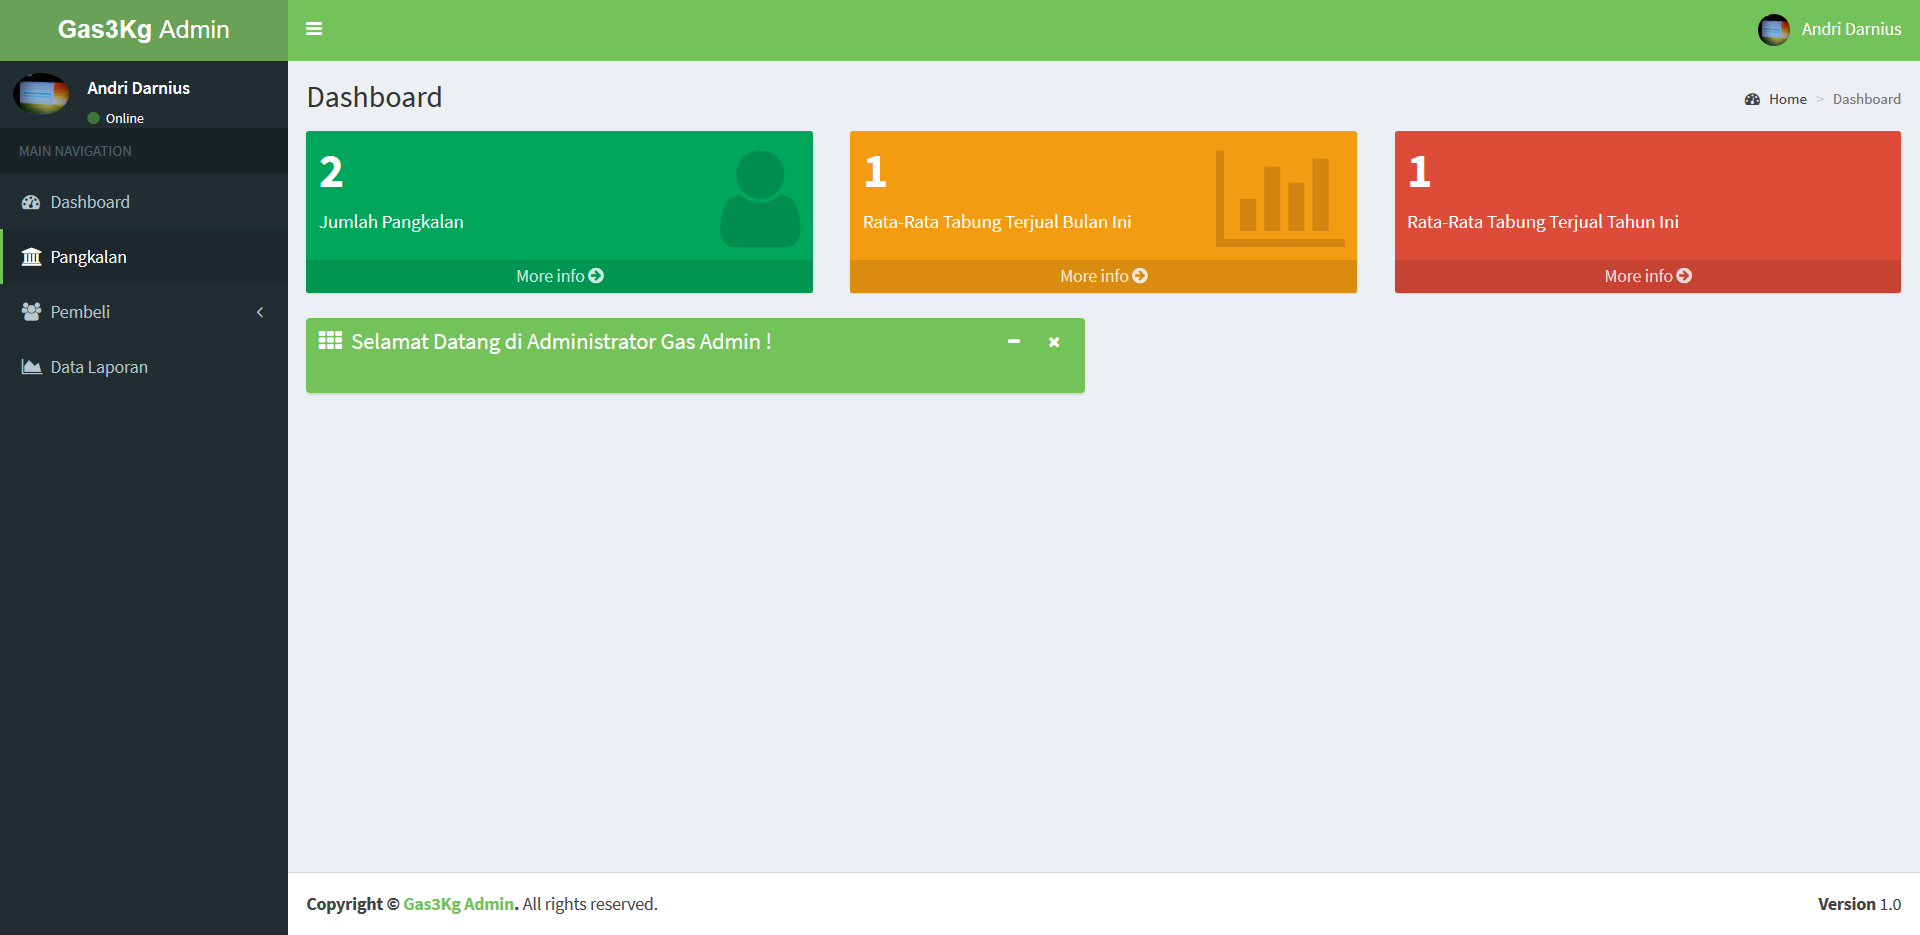 Gas3Kg Admin
Andri Darnius
Andri Darnius
Online
MAIN NAVIGATION
Dashboard
Pangkalan
Pembeli
Data Laporan
Dashboard
Home > Dashboard
2
Jumlah Pangkalan
More info
1
Rata-Rata Tabung Terjual Bulan Ini
More info
1
Rata-Rata Tabung Terjual Tahun Ini
More info
Selamat Datang di Administrator Gas Admin !
Copyright © Gas3Kg Admin. All rights reserved.
Version 1.0